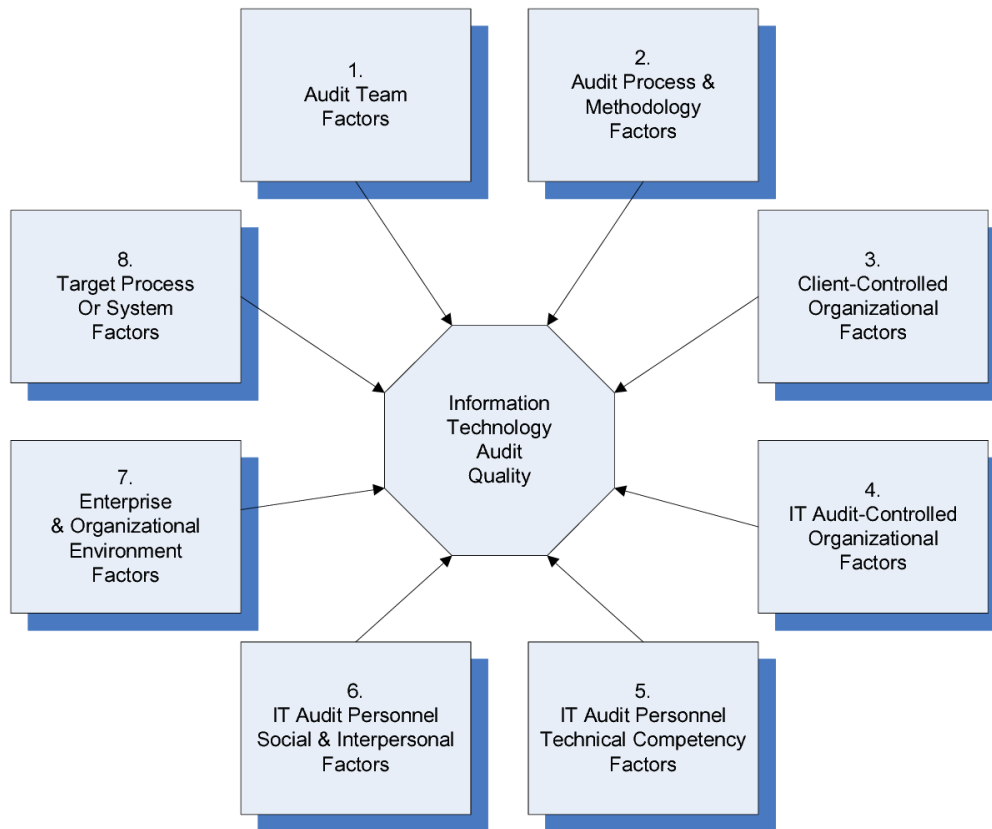 1.
Audit Team
Factors
2.
Audit Process &
Methodology
Factors
3.
Client-Controlled
Organizational
Factors
4.
IT Audit-Controlled
Organizational
Factors
5.
IT Audit Personnel
Technical Competency
Factors
6.
IT Audit Personnel
Social & Interpersonal
Factors
7.
Enterprise
& Organizational
Environment
Factors
8.
Target Process
Or System
Factors
Information
Technology
Audit
Quality